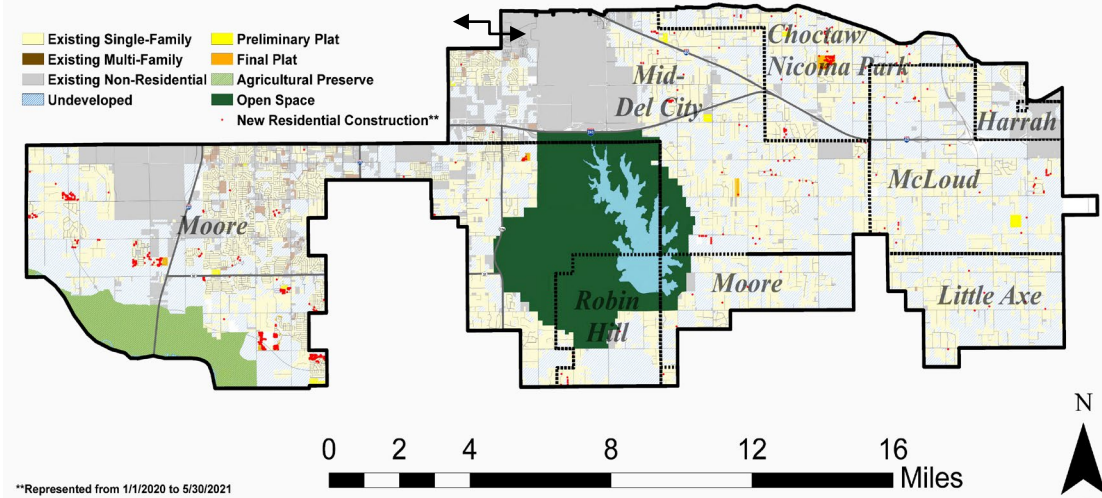 Existing Single-Family
Existing Multi-Family
Existing Non-Residential
Undeveloped
Preliminary Plat
Final Plat
Agricultural Preserve
Open Space
New Residential Construction**
Choctaw/
Nicoma Park
Mid-
Del City
Harrah
McLoud
Moore
Moore
Little Axe
Robin
Hill
N
0 2 4 8 12 16
Miles
**Represented from 1/1/2020 to 5/30/2021